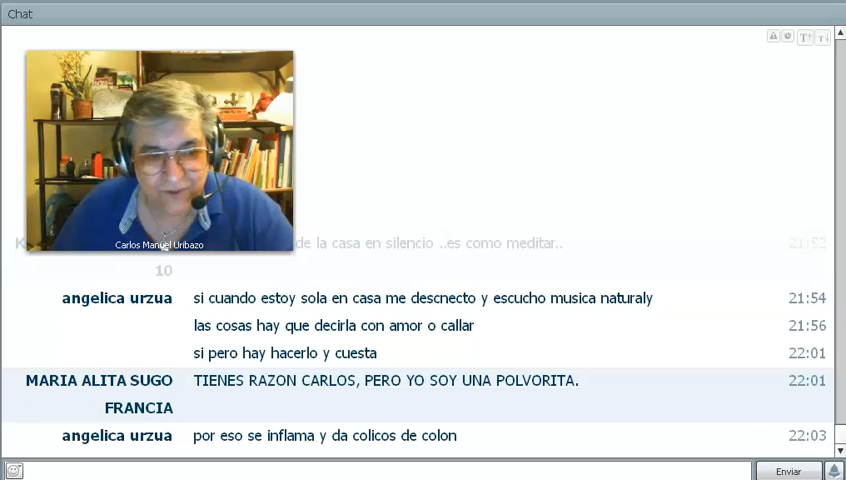 Chat
Carlos Manuel Uribazo
de la casa en silencio ..es como meditar.. 21:52
10
angelica urzua si cuando estoy sola en casa me descnecto y escucho musica naturaly 21:54
las cosas hay que decirla con amor o callar 21:56
si pero hay hacerlo y cuesta 22:01
MARIA ALITA SUGO TIENES RAZON CARLOS, PERO YO SOY UNA POLVORITA. 22:01
FRANCIA
angelica urzua por eso se inflama y da colicos de colon 22:03
Enviar